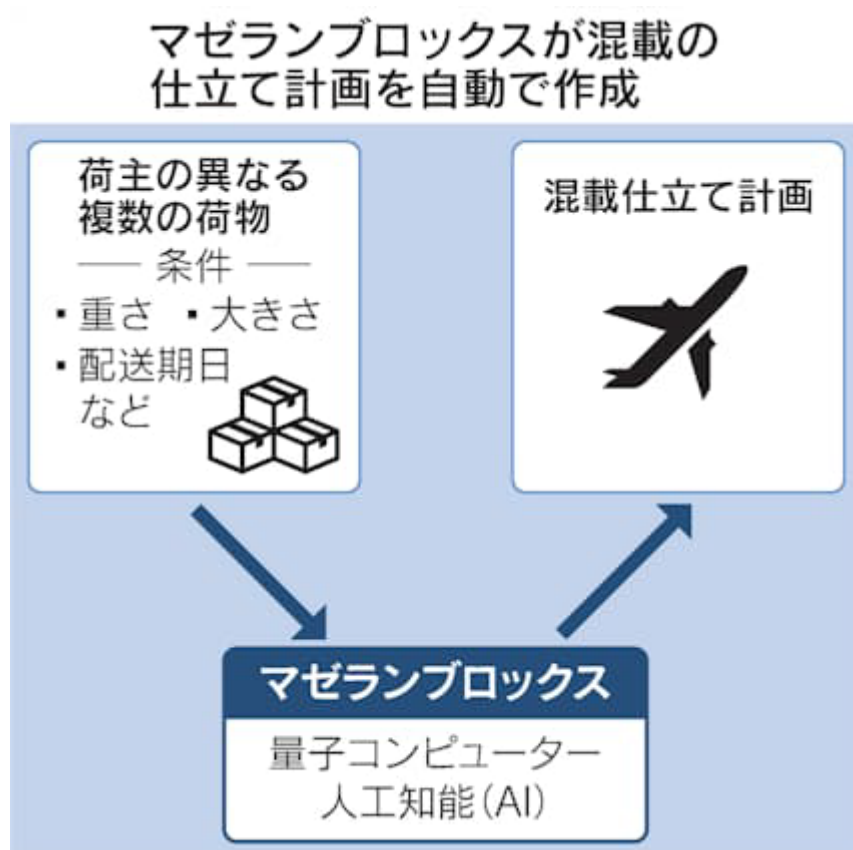 マゼランブロックスが混載の
仕立て計画を自動で作成
荷主の異なる
複数の荷物
── 条件 ──
▪重さ ▪大きさ
▪配送期日
など
混載仕立て計画
マゼランブロックス
量子コンピューター
人工知能(AI)